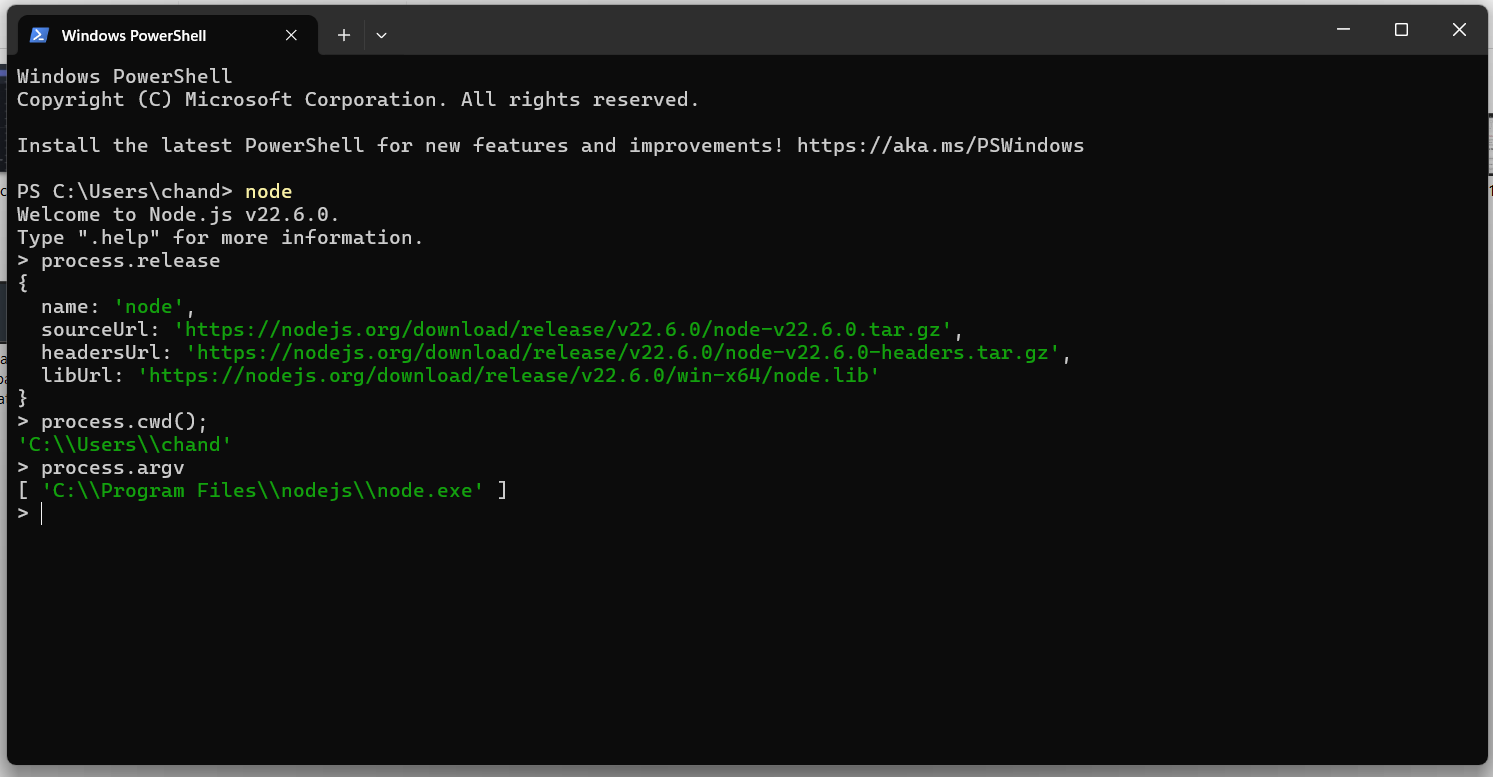 Windows PowerShell
Windows PowerShell
Copyright (C) Microsoft Corporation. All rights reserved.
Install the latest PowerShell for new features and improvements! https://aka.ms/PSWindows
PS C:\Users\chand> node
Welcome to Node.js v22.6.0.
Type ".help" for more information.
> process.release
{
  name: 'node',
  sourceUrl: 'https://nodejs.org/download/release/v22.6.0/node-v22.6.0.tar.gz',
  headersUrl: 'https://nodejs.org/download/release/v22.6.0/node-v22.6.0-headers.tar.gz',
  libUrl: 'https://nodejs.org/download/release/v22.6.0/win-x64/node.lib'
}
> process.cwd();
'C:\\Users\\chand'
> process.argv
[ 'C:\\Program Files\\nodejs\\node.exe' ]
>